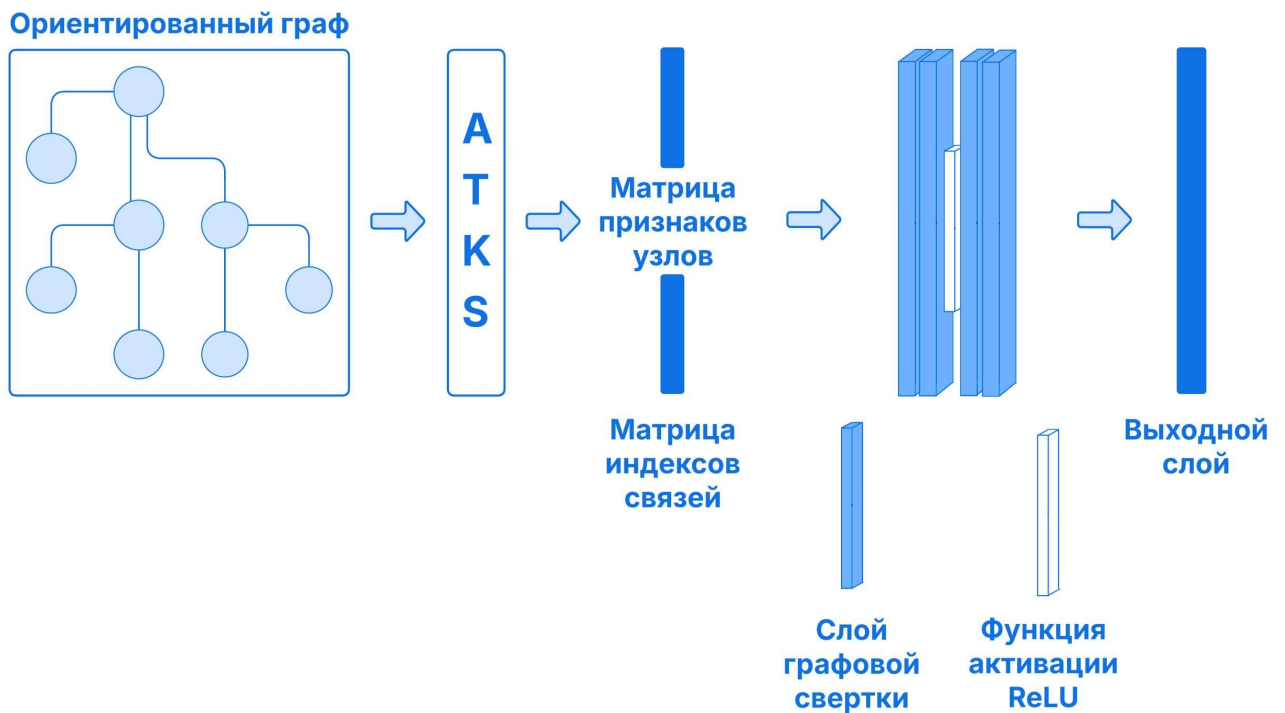 Ориентированный граф
A
T
K
S
Матрица
признаков
узлов
Матрица
индексов
связей
Выходной
слой
Слой
графовой
свертки
Функция
активации
ReLU